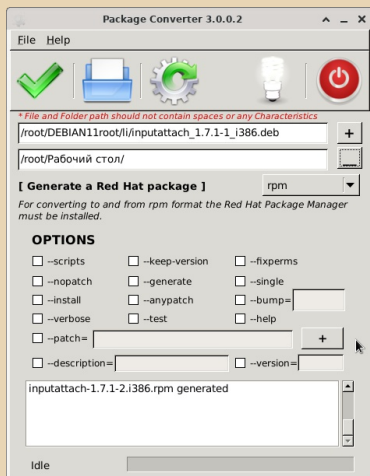 Package Converter 3.0.0.2
File Help
* File and Folder path should not contain spaces or any Characteristics
/root/DEBIAN11root/li/inputattach_1.7.1-1_i386.deb +
/root/Рабочий стол/ ...
[ Generate a Red Hat package ] rpm
For converting to and from rpm format the Red Hat Package Manager
must be installed.
OPTIONS
--scripts --keep-version --fixperms
--nopatch --generate --single
--install --anypatch --bump=
--verbose --test --help
--patch= +
--description= --version=
inputattach-1.7.1-2.i386.rpm generated
Idle